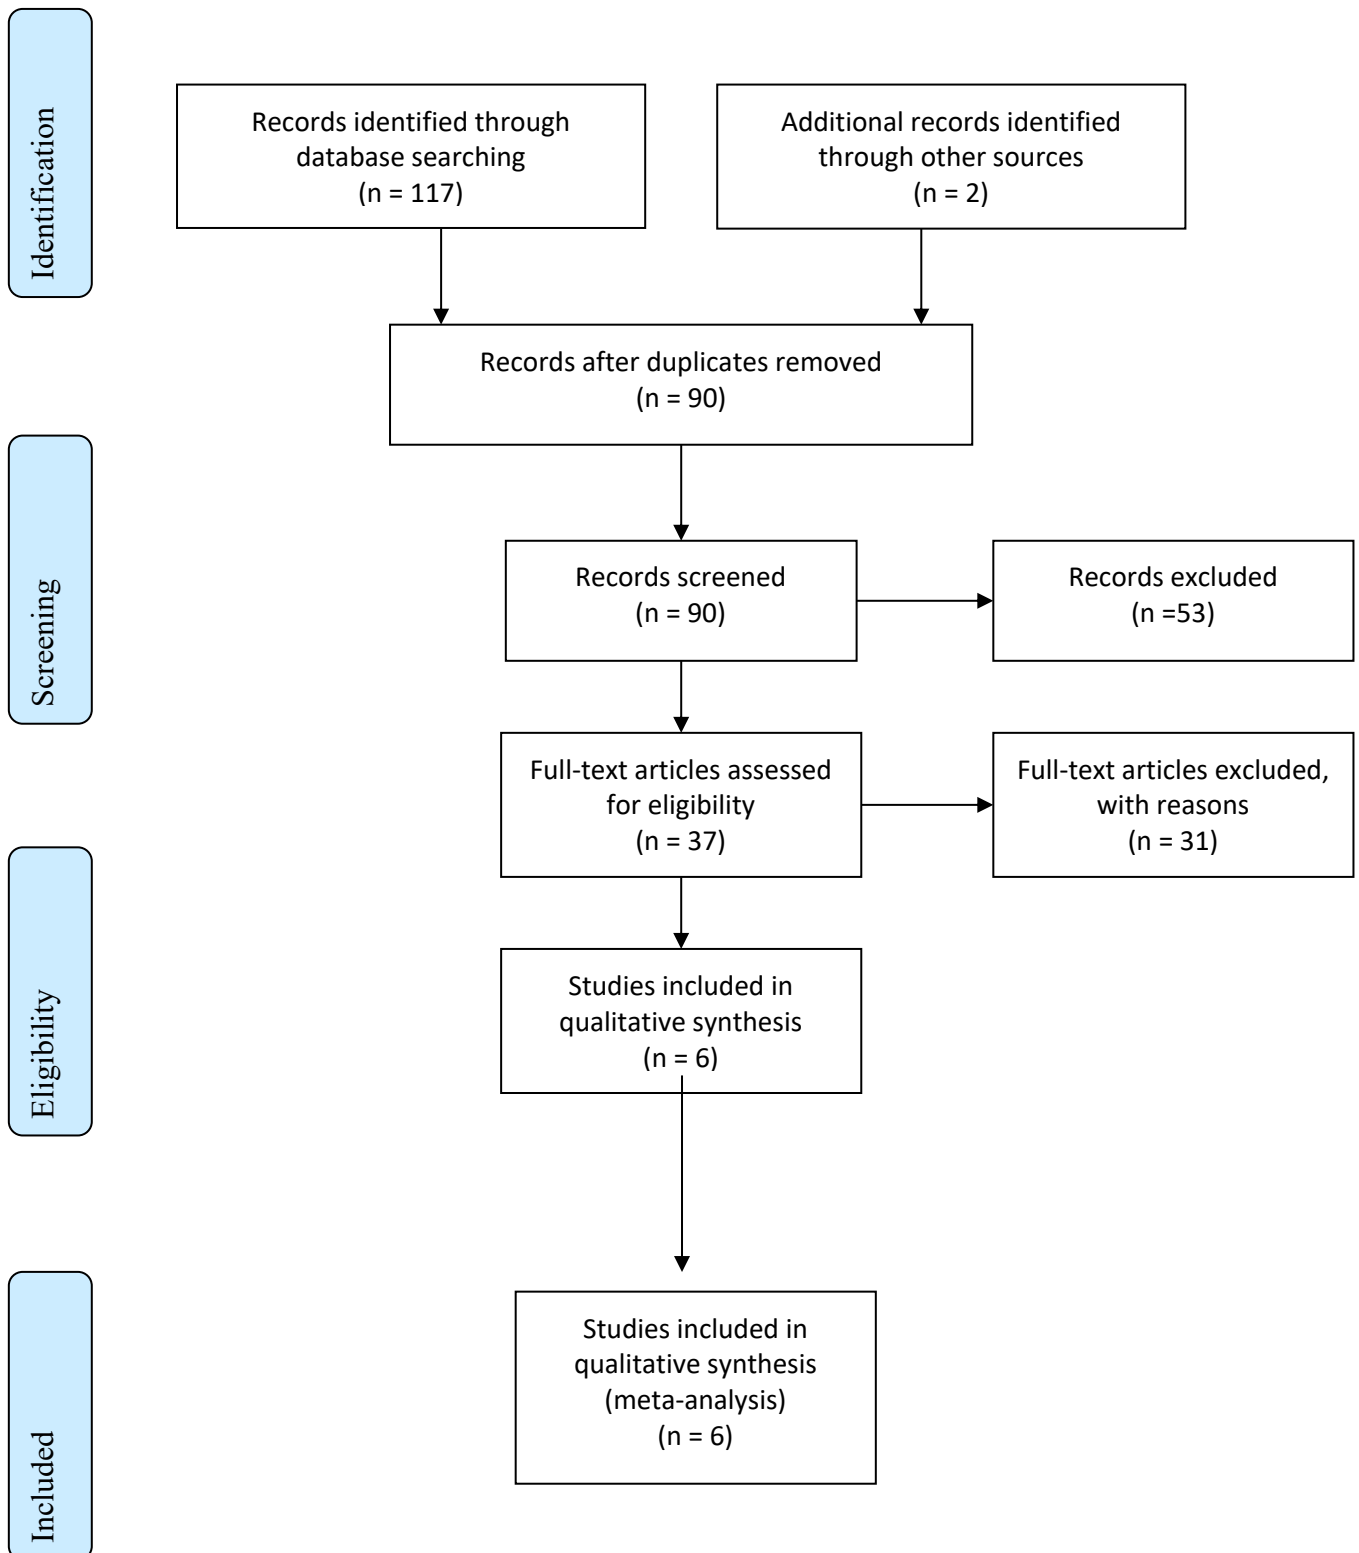 Identification
Records identified through
database searching
(n = 117)
Additional records identified
through other sources
(n = 2)
Records after duplicates removed
(n = 90)
Screening
Records screened
(n = 90)
Records excluded
(n =53)
Full-text articles assessed
for eligibility
(n = 37)
Full-text articles excluded,
with reasons
(n = 31)
Eligibility
Studies included in
qualitative synthesis
(n = 6)
Included
Studies included in
qualitative synthesis
(meta-analysis)
(n = 6)